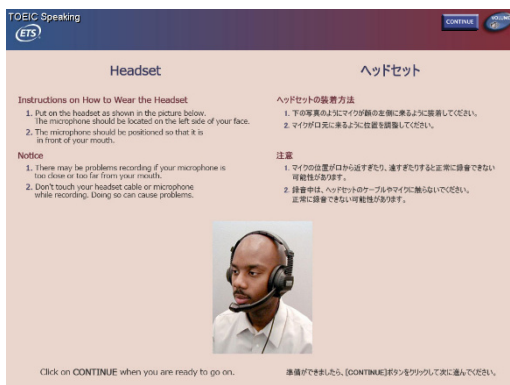 TOEIC Speaking
ETS
CONTINUE
VOLUME
Headset
Instructions on How to Wear the Headset
1. Put on the headset as shown in the picture below.
The microphone should be located on the left side of your face.
2. The microphone should be positioned so that it is
in front of your mouth.
Notice
1. There may be problems recording if your microphone is
too close or too far from your mouth.
2. Don't touch your headset cable or microphone
while recording. Doing so can cause problems.
Click on CONTINUE when you are ready to go on.
ヘッドセット
ヘッドセットの装着方法
1. 下の写真のようにマイクが顔の左側に来るように装着してください。
2. マイクが口元に来るように位置を調整してください。
注意
1. マイクの位置が口から近すぎたり、遠すぎたりすると正常に録音できない
可能性があります。
2. 録音中は、ヘッドセットのケーブルやマイクに触らないでください。
正常に録音できない可能性があります。
準備ができましたら、[CONTINUE]ボタンをクリックして次に進んでください。